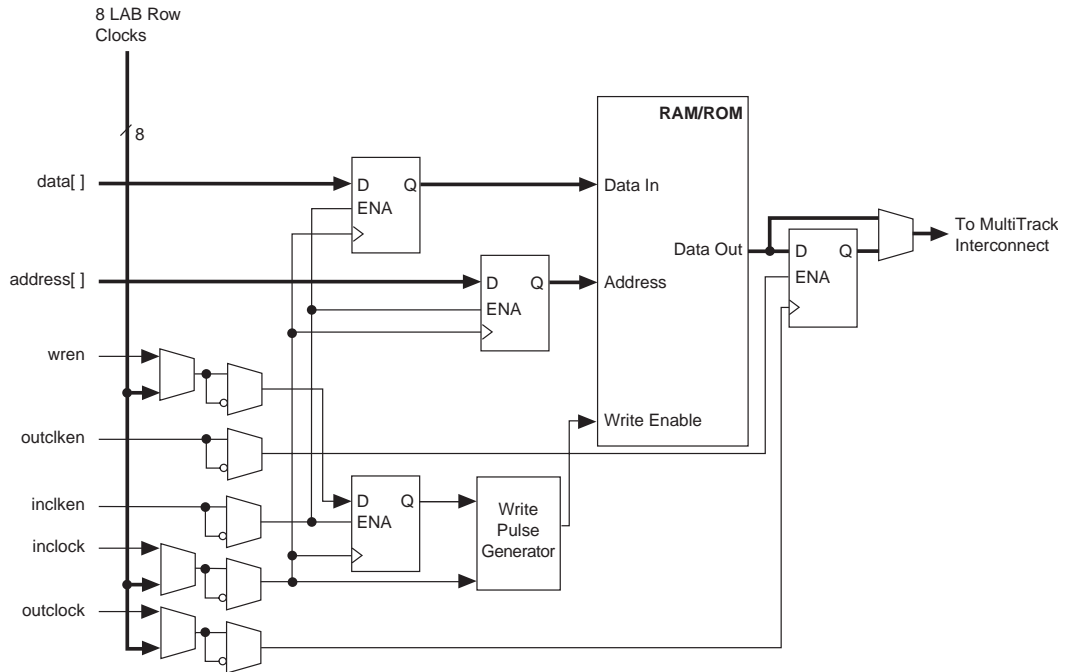 8 LAB Row
Clocks
8
RAM/ROM
data[ ]
D Q
ENA
Data In
To MultiTrack
Interconnect
Data Out
D Q
ENA
address[ ]
D Q
ENA
Address
wren
Write Enable
outclken
inclken
D Q
ENA
Write
Pulse
Generator
inclock
outclock